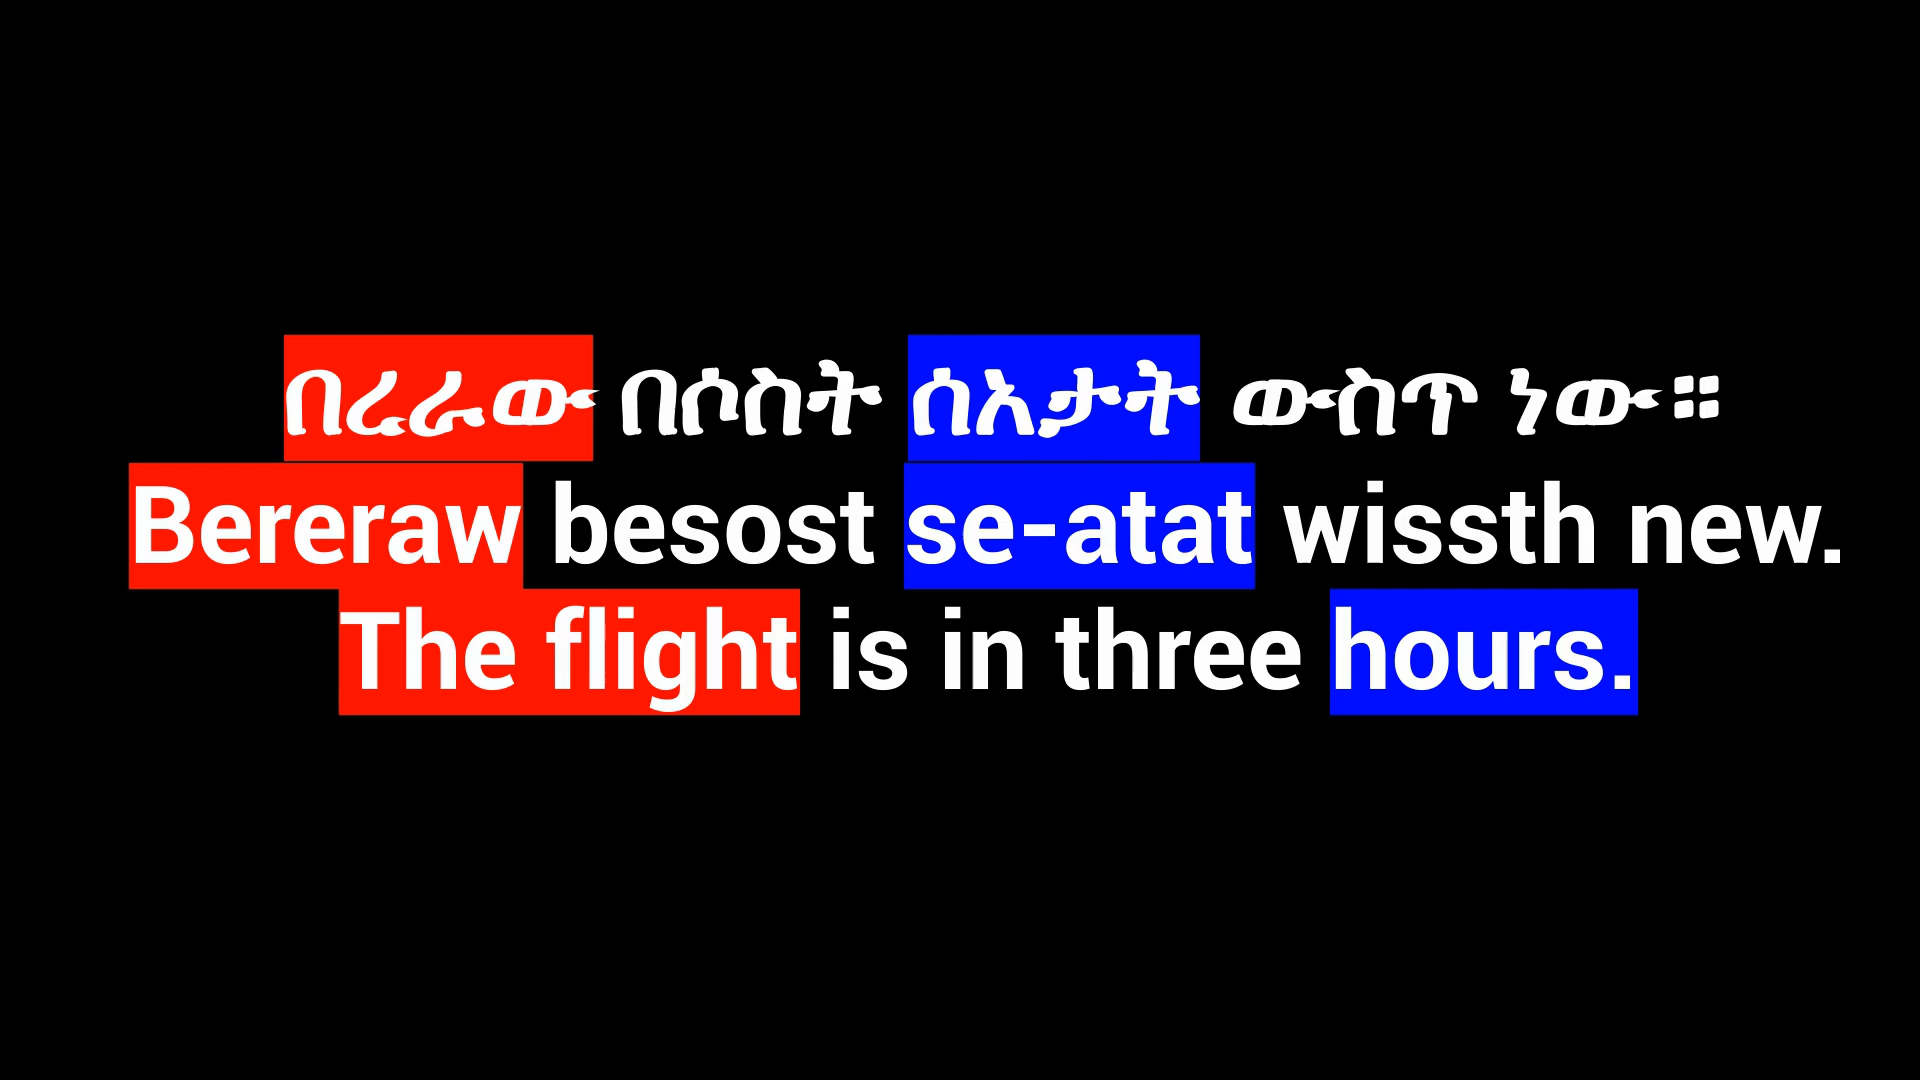 በረራው በሶስት ሰአታት ውስጥ ነው።
Bereraw besost se-atat wissth new.
The flight is in three hours.